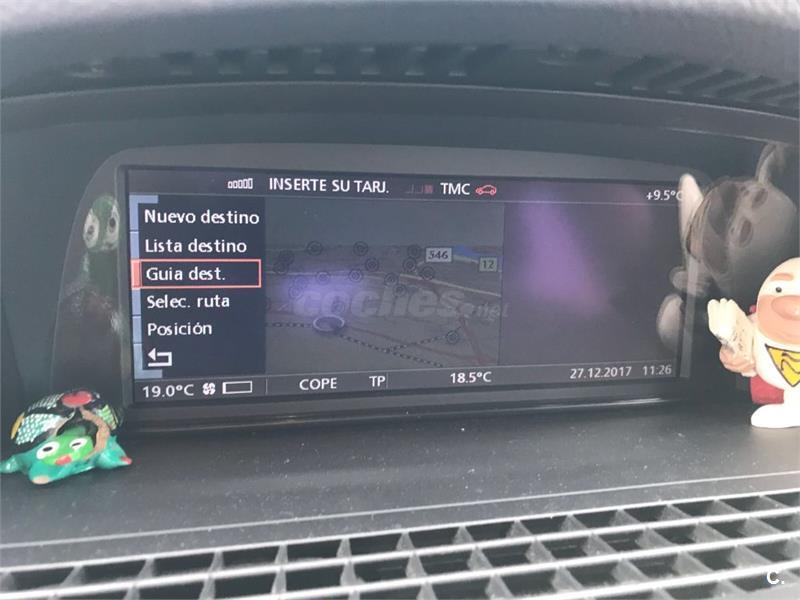 INSERTE SU TARJ. TMC
+9.5°C
Nuevo destino
Lista destino
Guia dest.
Selec. ruta
Posición
546
12
coches.net
19.0°C COPE TP 18.5°C 27.12.2017 11:26
C.